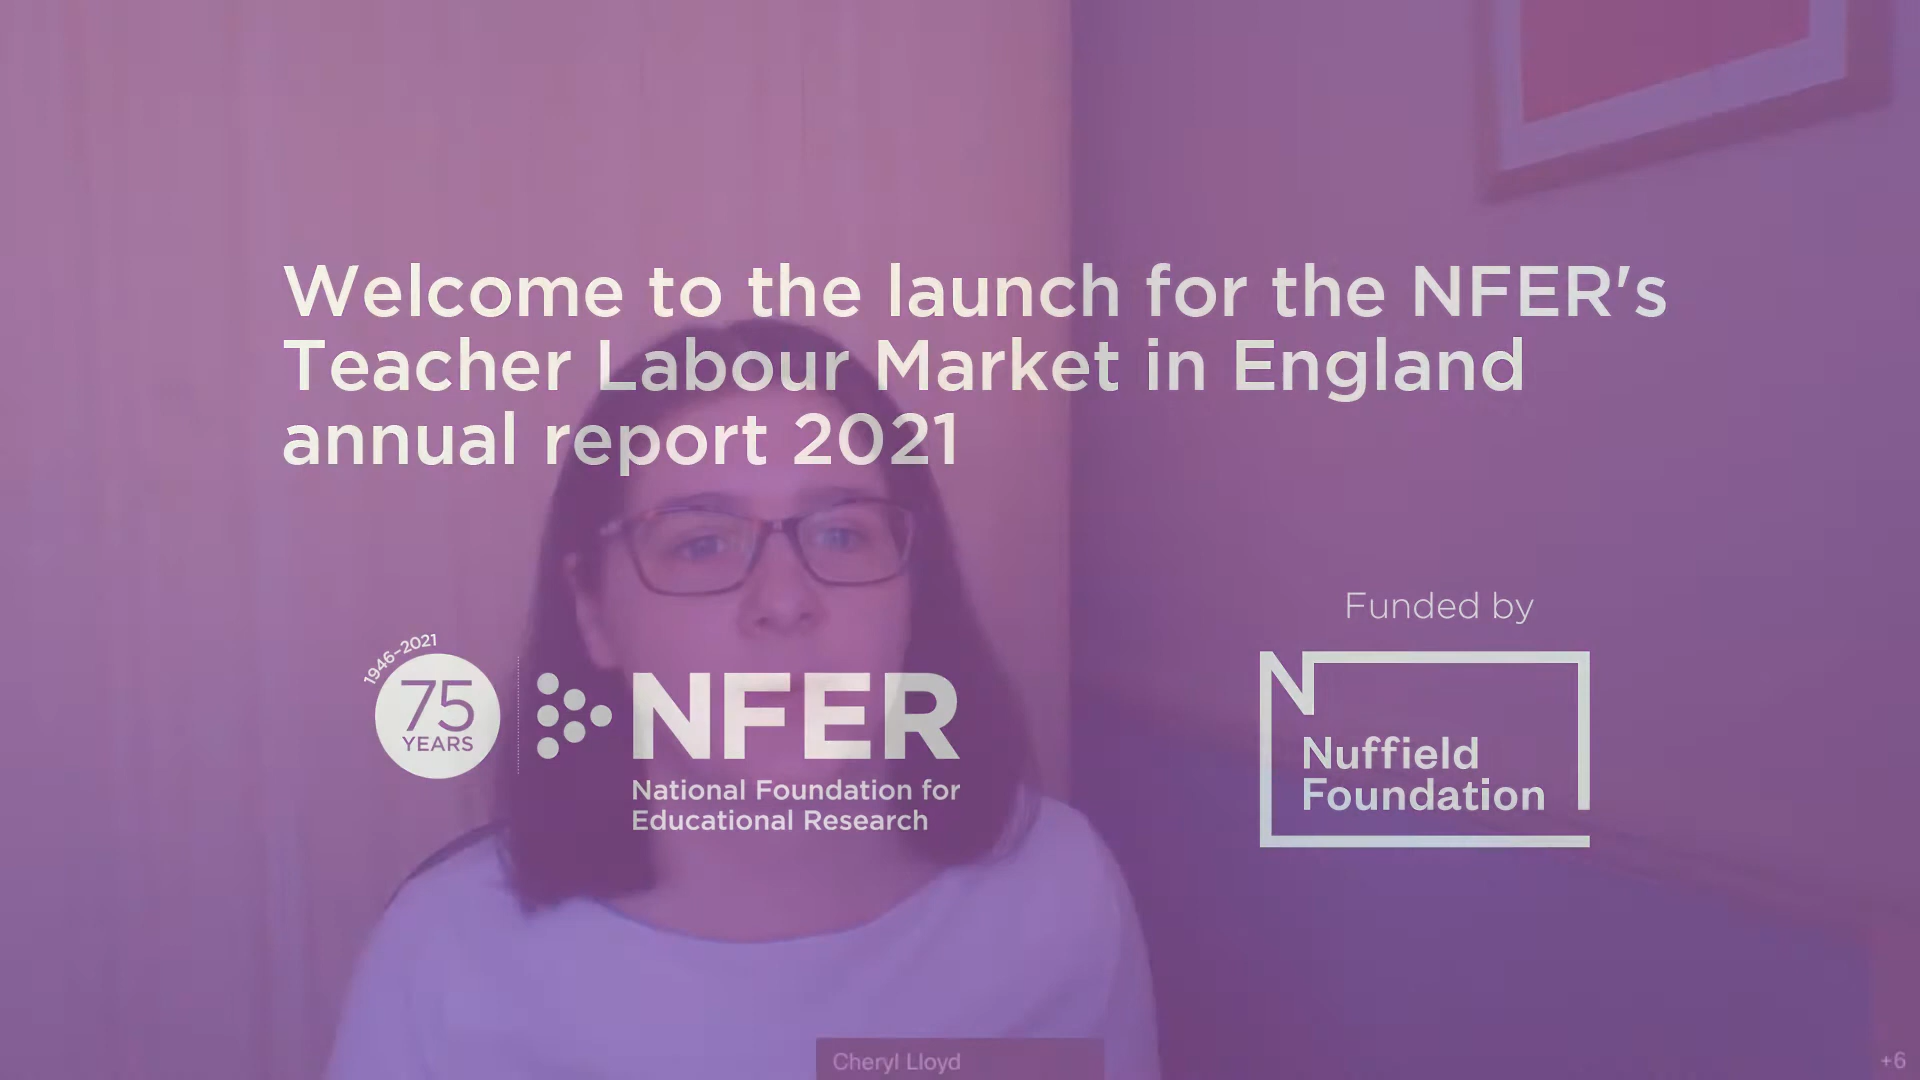 Welcome to the launch for the NFER's
Teacher Labour Market in England
annual report 2021
Funded by
1946-2021
75
YEARS
NFER
National Foundation for
Educational Research
N
Nuffield
Foundation
Cheryl Lloyd
+6